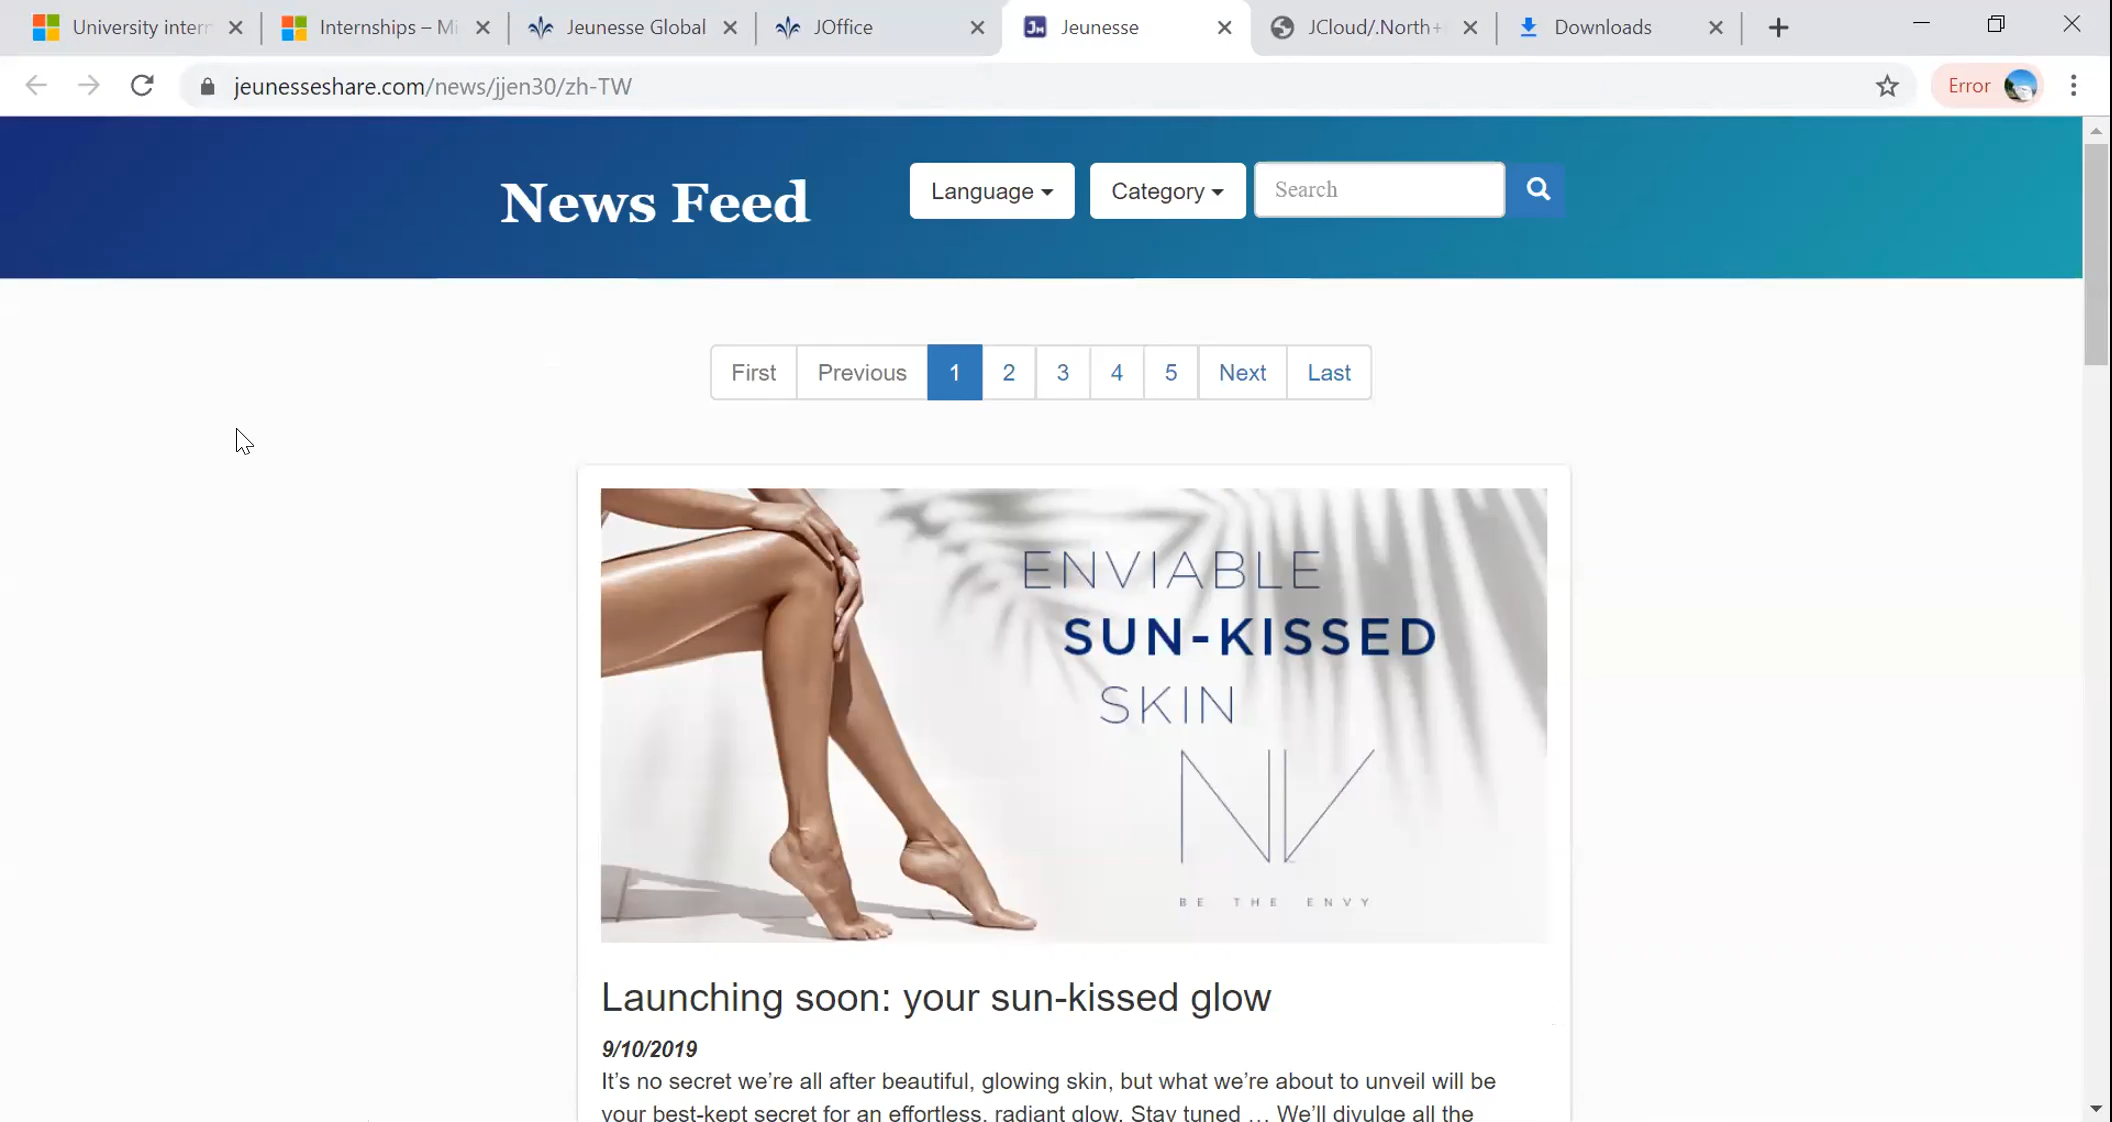 University inter
Internships – Mi
Jeunesse Global
JOffice
Jeunesse
JCloud/.North+
Downloads
jeunesseshare.com/news/jjen30/zh-TW
Error
News Feed
Language
Category
Search
First Previous 1 2 3 4 5 Next Last
ENVIABLE
SUN-KISSED
SKIN
NV
BE THE ENVY
Launching soon: your sun-kissed glow
9/10/2019
It’s no secret we’re all after beautiful, glowing skin, but what we’re about to unveil will be
your best-kept secret for an effortless, radiant glow. Stay tuned … We’ll divulge all the